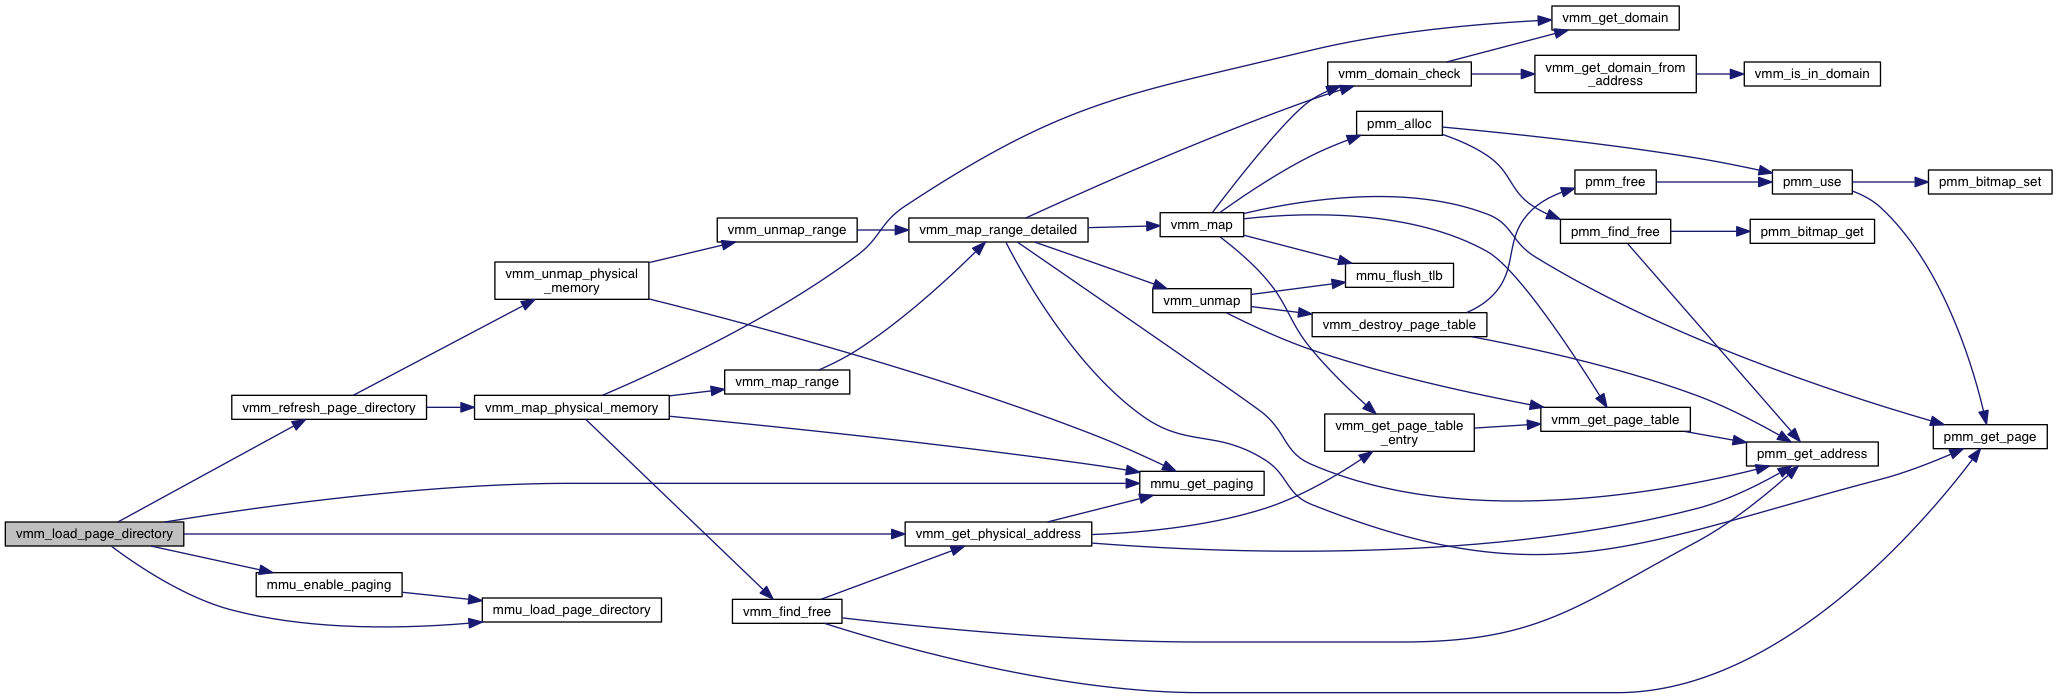 vmm_get_domain
vmm_domain_check
vmm_get_domain_from
_address
vmm_is_in_domain
pmm_alloc
pmm_free
pmm_use
pmm_bitmap_set
vmm_unmap_range
vmm_map_range_detailed
vmm_map
pmm_find_free
pmm_bitmap_get
vmm_unmap_physical
_memory
mmu_flush_tlb
vmm_unmap
vmm_destroy_page_table
vmm_map_range
vmm_refresh_page_directory
vmm_map_physical_memory
vmm_get_page_table
_entry
vmm_get_page_table
pmm_get_page
pmm_get_address
mmu_get_paging
vmm_load_page_directory
vmm_get_physical_address
mmu_enable_paging
mmu_load_page_directory
vmm_find_free